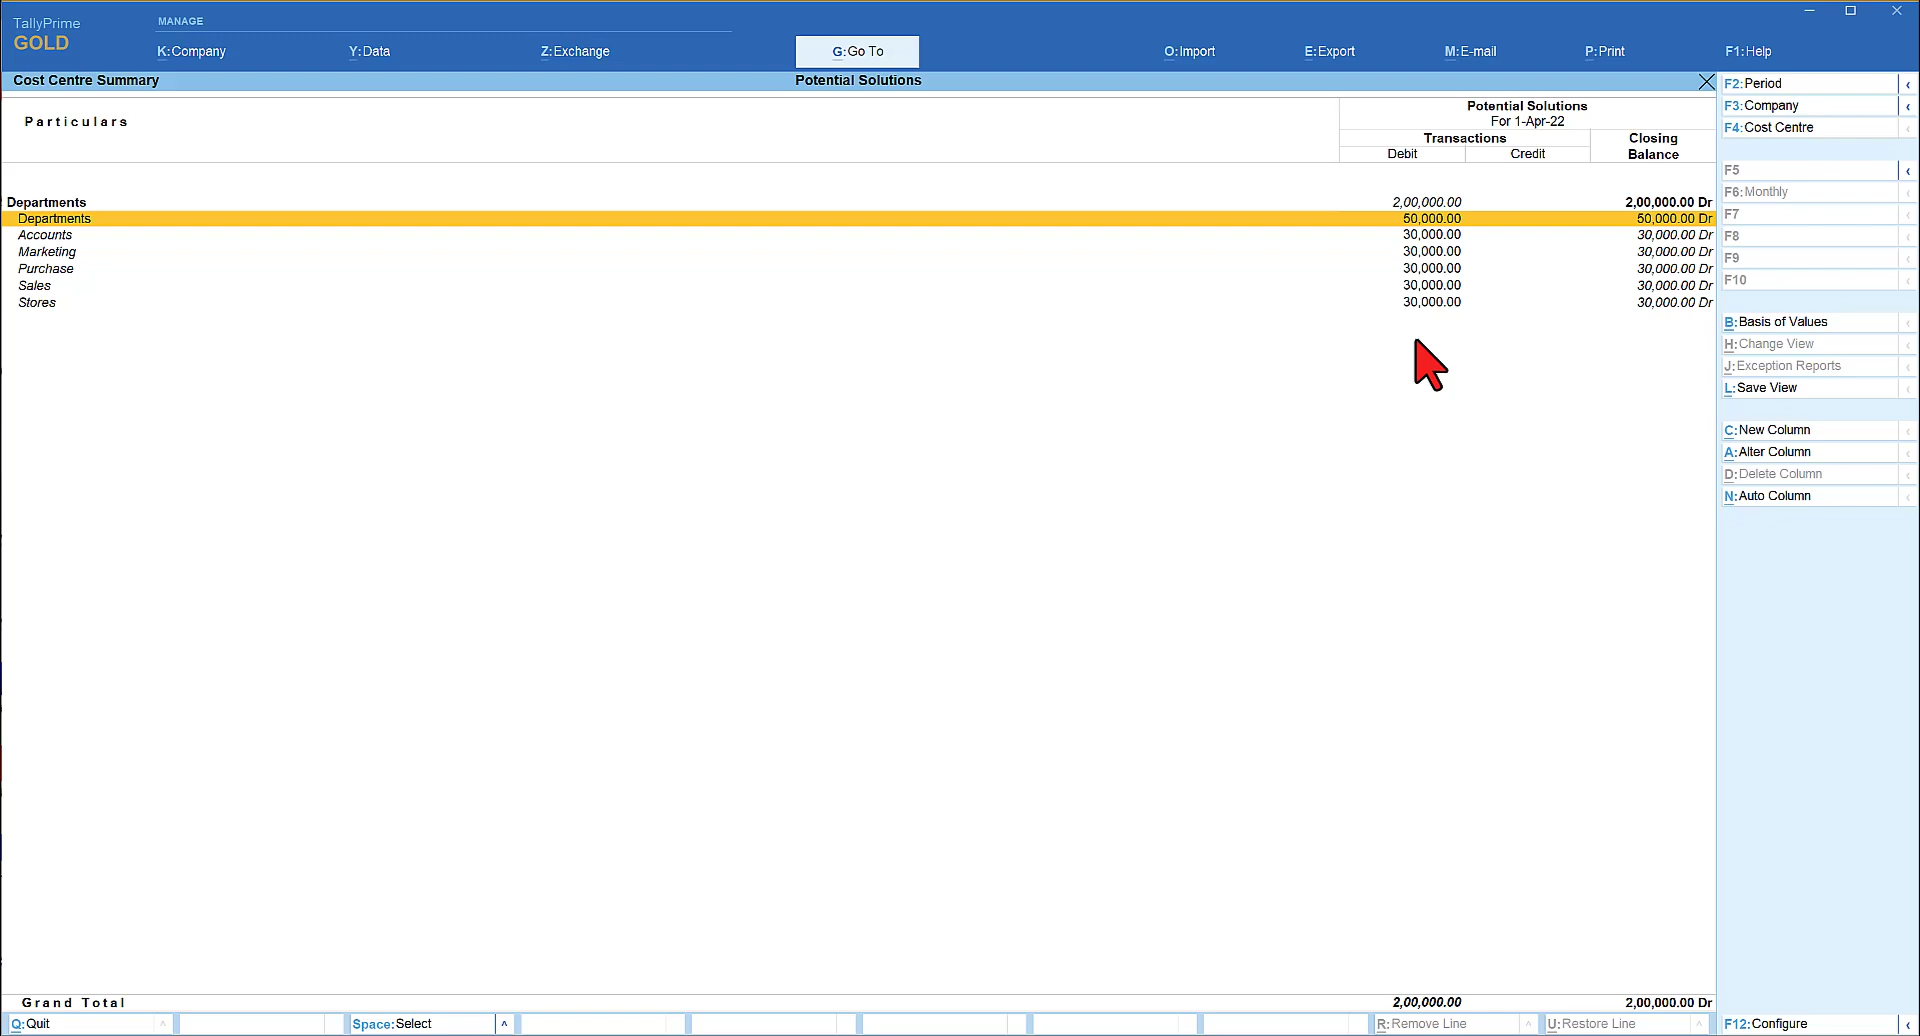 TallyPrime
GOLD
MANAGE
K:Company
Y:Data
Z:Exchange
G:Go To
O:Import
E:Export
M:E-mail
P:Print
F1:Help
Cost Centre Summary
Potential Solutions
Particulars
Potential Solutions
For 1-Apr-22
Transactions
Closing
Balance
Debit
Credit
Departments 2,00,000.00 2,00,000.00 Dr
Departments 50,000.00 50,000.00 Dr
Accounts 30,000.00 30,000.00 Dr
Marketing 30,000.00 30,000.00 Dr
Purchase 30,000.00 30,000.00 Dr
Sales 30,000.00 30,000.00 Dr
Stores 30,000.00 30,000.00 Dr
Grand Total 2,00,000.00 2,00,000.00 Dr
F2:Period
F3:Company
F4:Cost Centre
F5
F6:Monthly
F7
F8
F9
F10
B:Basis of Values
H:Change View
J:Exception Reports
L:Save View
C:New Column
A:Alter Column
D:Delete Column
N:Auto Column
Q:Quit
Space:Select
R:Remove Line
U:Restore Line
F12:Configure